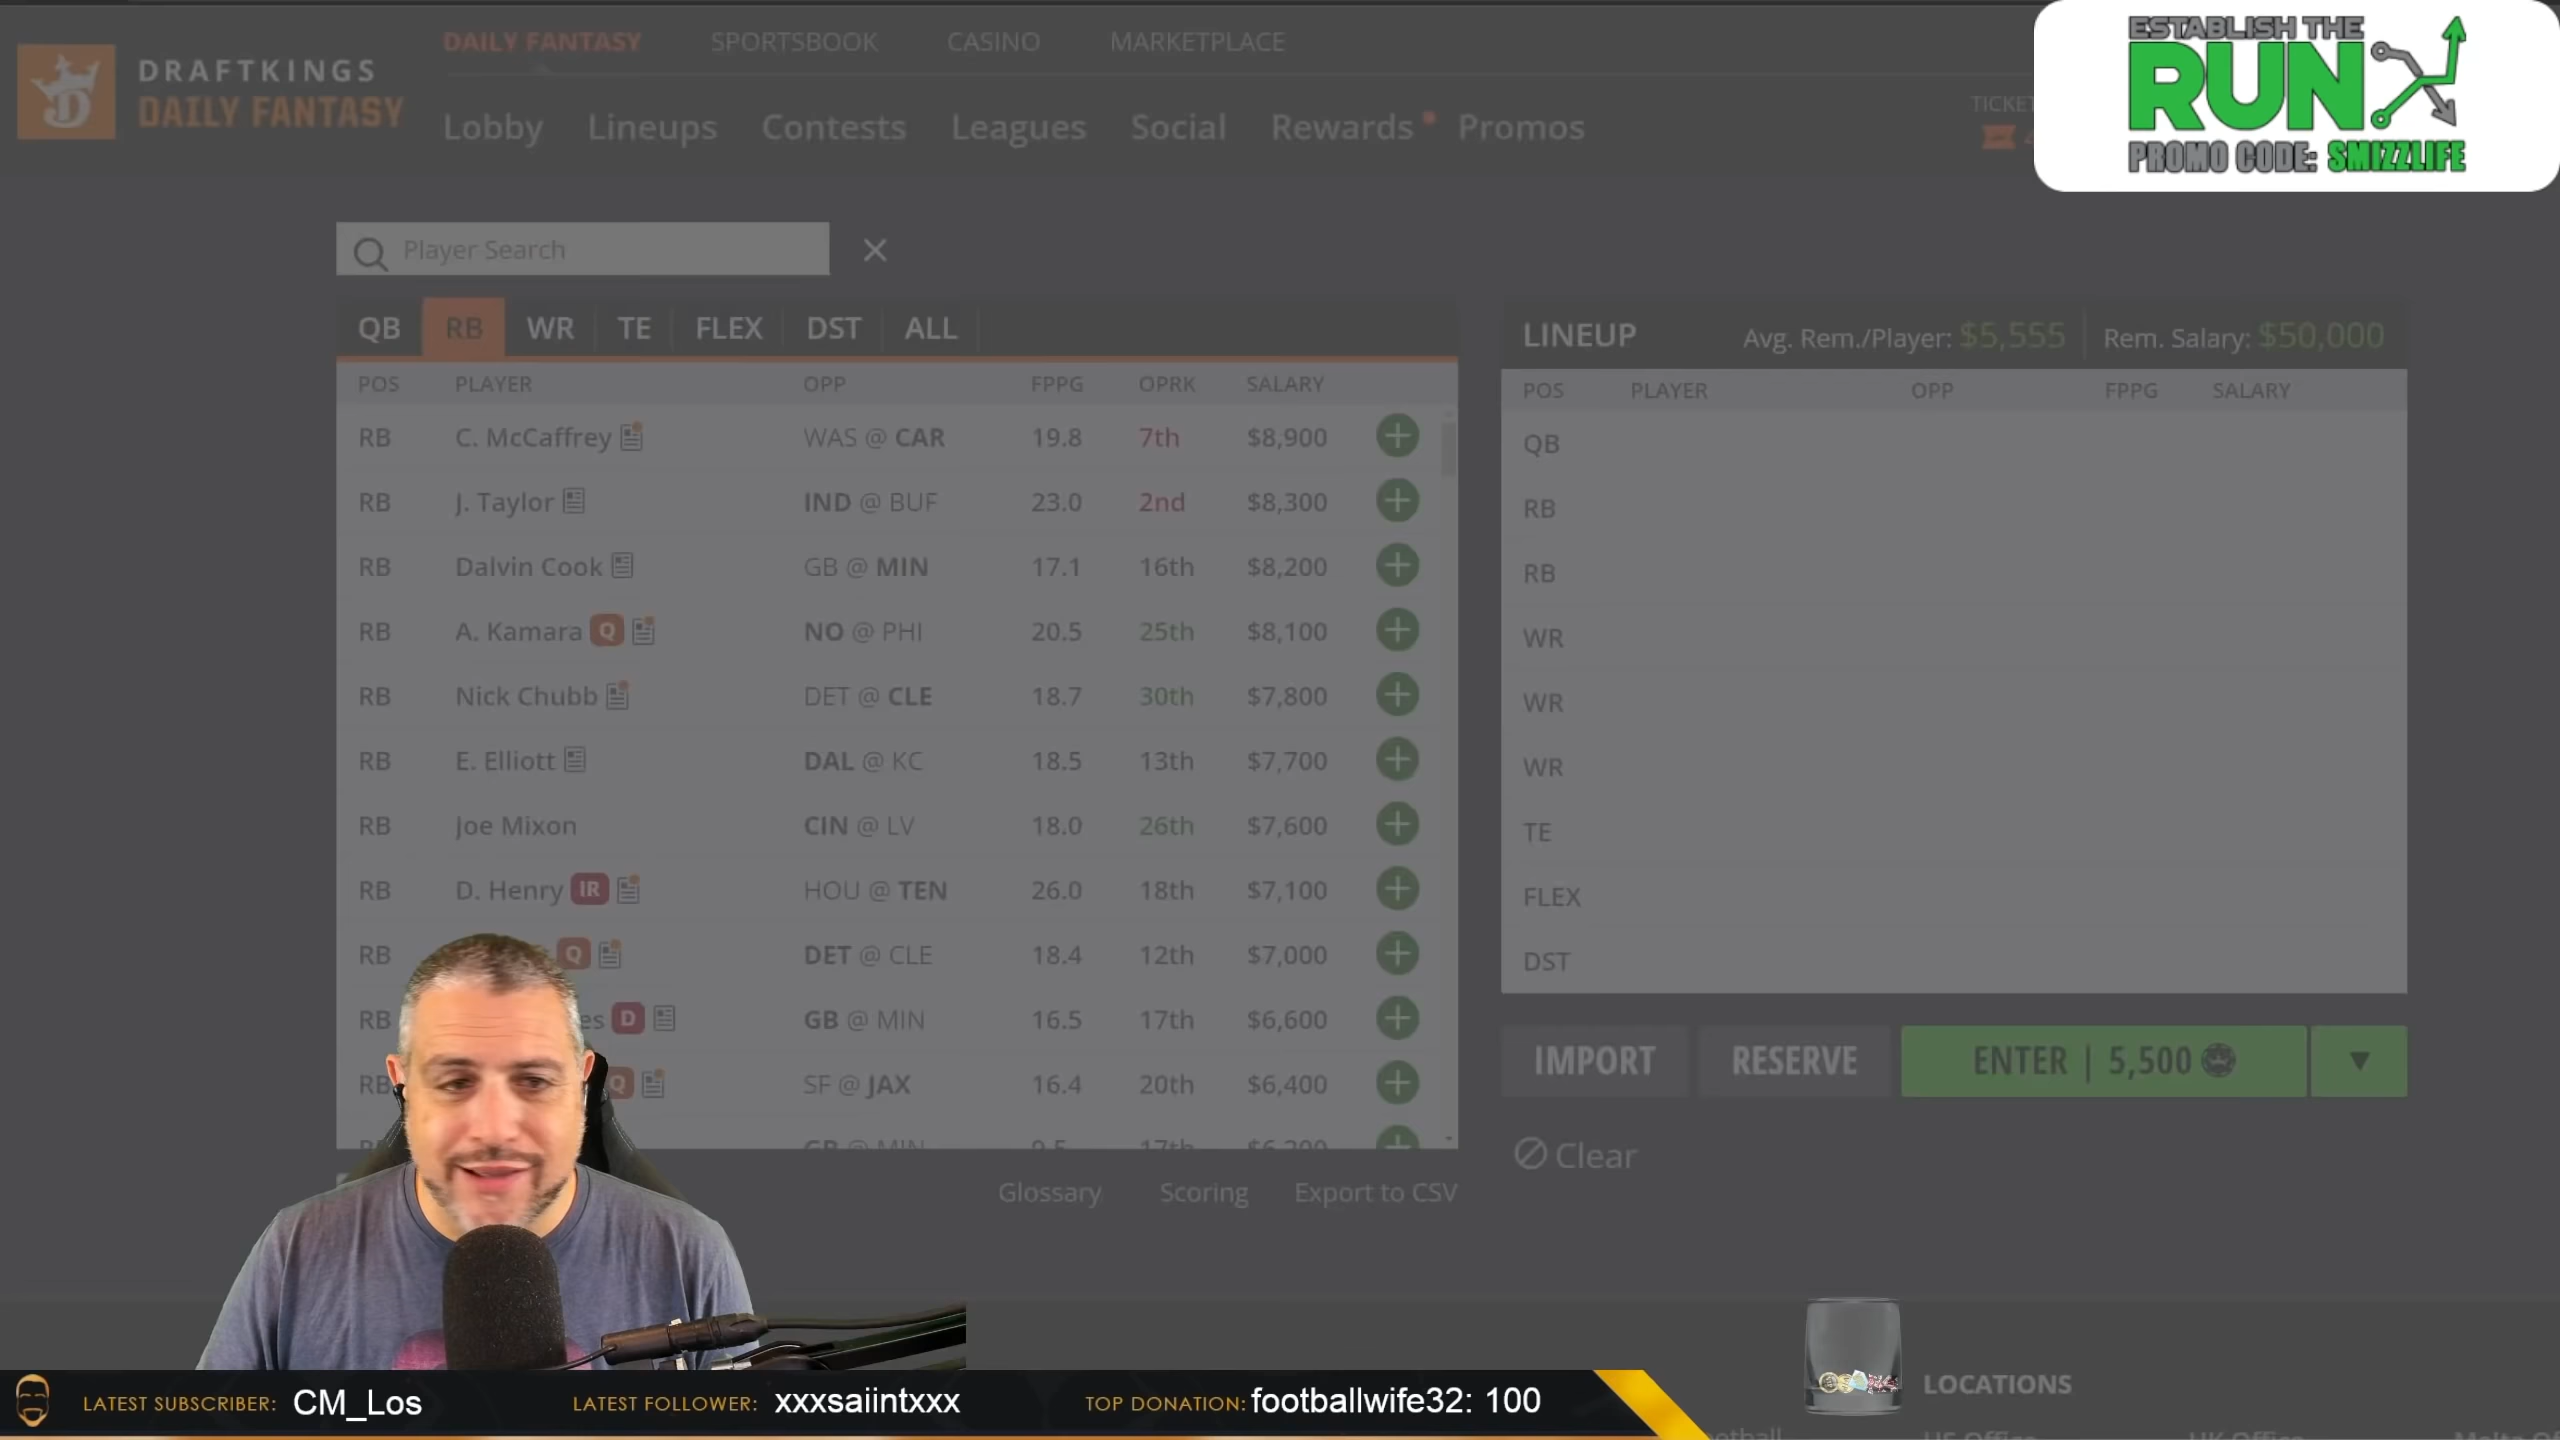 DAILY FANTASY SPORTSBOOK CASINO MARKETPLACE
DRAFTKINGS
DAILY FANTASY
Lobby Lineups Contests Leagues Social Rewards Promos
ESTABLISH THE
RUN
PROMO CODE: SMIZZLIFE
Player Search
QB RB WR TE FLEX DST ALL
POS PLAYER OPP FPPG OPRK SALARY
RB C. McCaffrey WAS @ CAR 19.8 7th $8,900
RB J. Taylor IND @ BUF 23.0 2nd $8,300
RB Dalvin Cook GB @ MIN 17.1 16th $8,200
RB A. Kamara Q NO @ PHI 20.5 25th $8,100
RB Nick Chubb DET @ CLE 18.7 30th $7,800
RB E. Elliott DAL @ KC 18.5 13th $7,700
RB Joe Mixon CIN @ LV 18.0 26th $7,600
RB D. Henry IR HOU @ TEN 26.0 18th $7,100
RB Q DET @ CLE 18.4 12th $7,000
RB D GB @ MIN 16.5 17th $6,600
RB Q SF @ JAX 16.4 20th $6,400
GB @ MIN 9.5 17th
Glossary Scoring Export to CSV
LINEUP Avg. Rem./Player: $5,555 Rem. Salary: $50,000
POS PLAYER OPP FPPG SALARY
QB
RB
RB
WR
WR
WR
TE
FLEX
DST
IMPORT RESERVE ENTER | 5,500
Clear
LATEST SUBSCRIBER: CM_Los LATEST FOLLOWER: xxxsaiintxxx TOP DONATION: footballwife32: 100
LOCATIONS